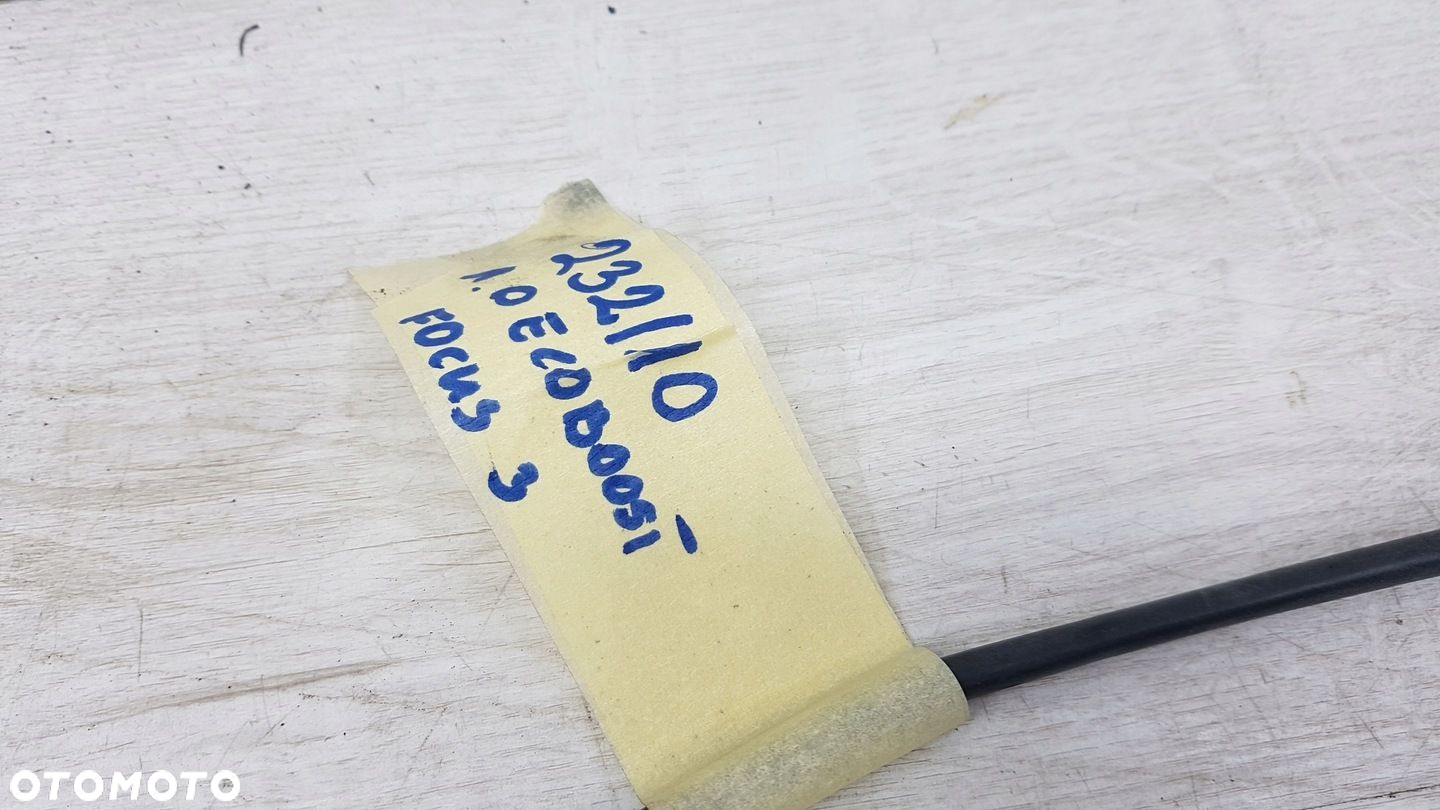 232/10
1.0 ECOBOOST
FOCUS 3
OTOMOTO